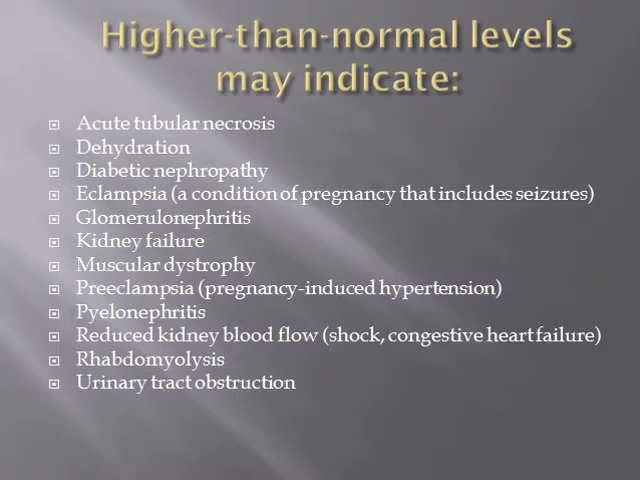 Higher-than-normal levels
may indicate:
Acute tubular necrosis
Dehydration
Diabetic nephropathy
Eclampsia (a condition of pregnancy that includes seizures)
Glomerulonephritis
Kidney failure
Muscular dystrophy
Preeclampsia (pregnancy-induced hypertension)
Pyelonephritis
Reduced kidney blood flow (shock, congestive heart failure)
Rhabdomyolysis
Urinary tract obstruction